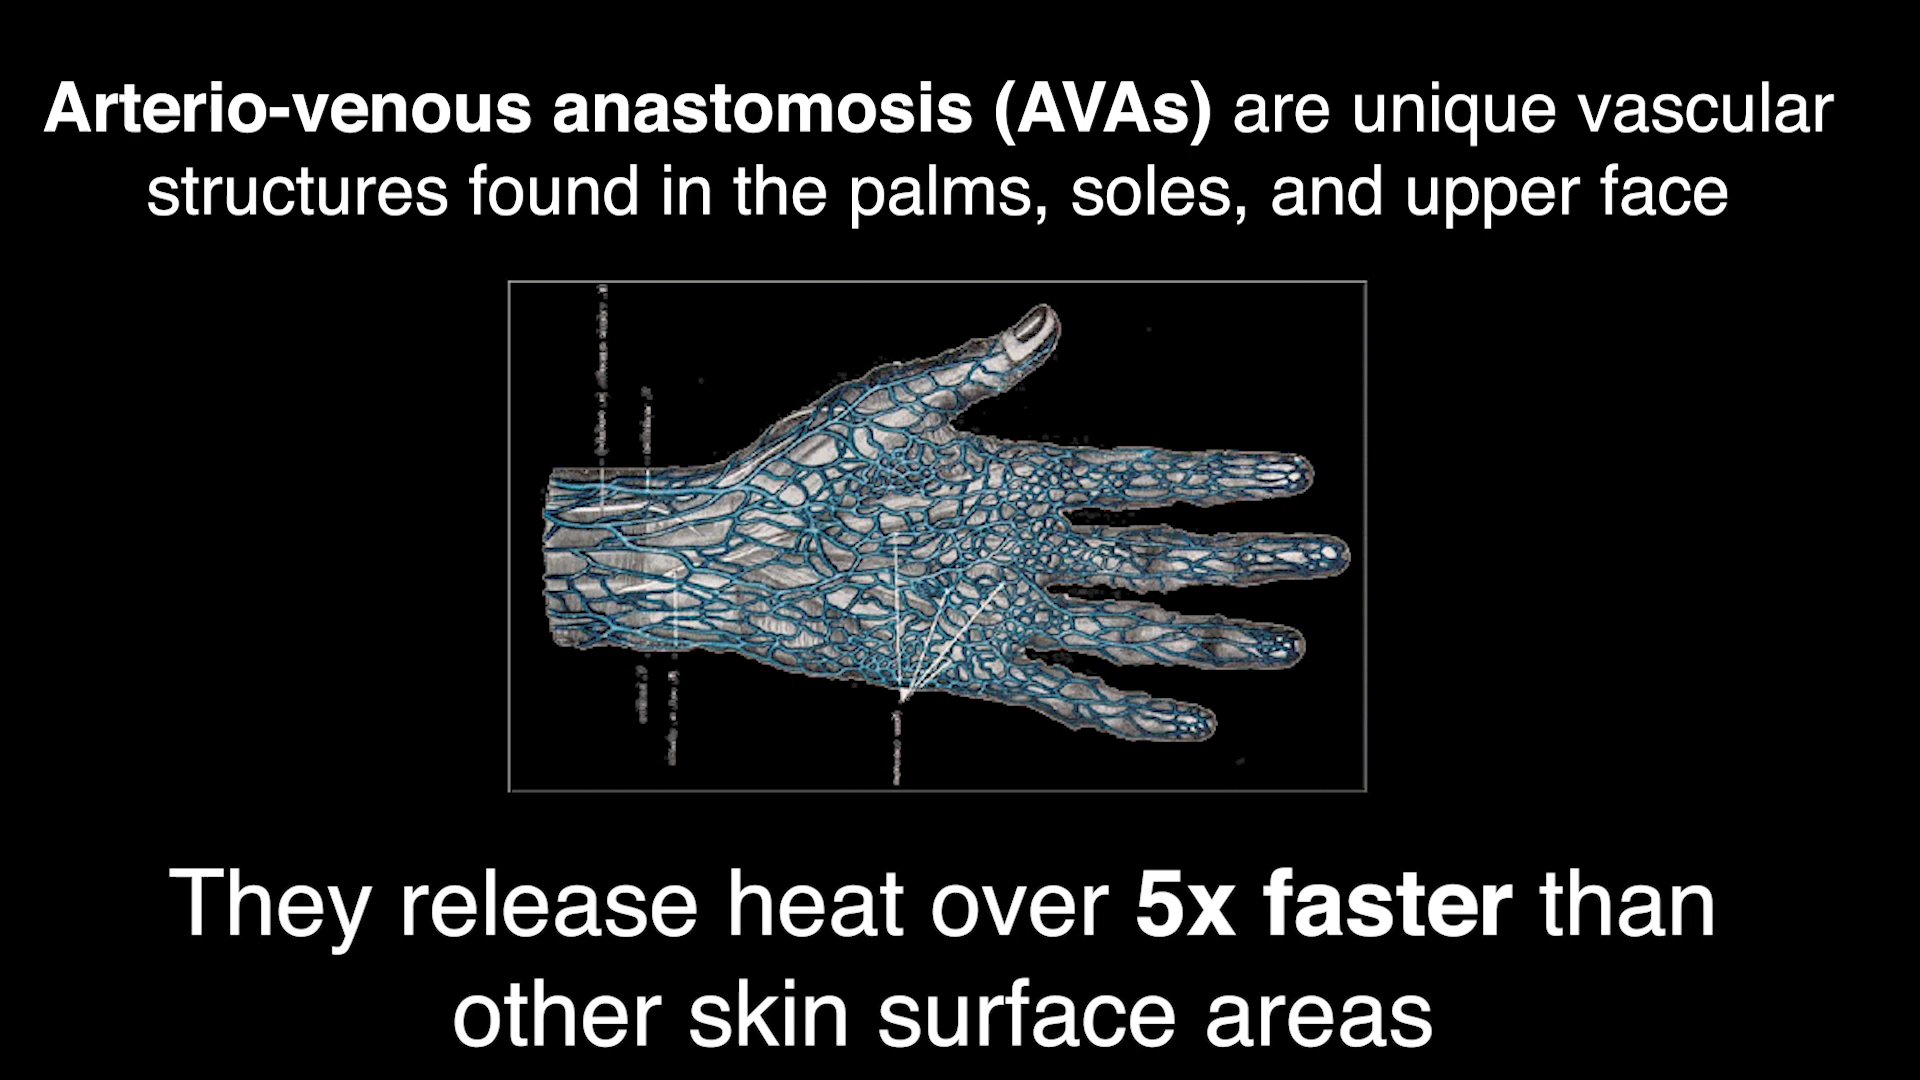 Arterio-venous anastomosis (AVAs) are unique vascular
structures found in the palms, soles, and upper face
They release heat over 5x faster than
other skin surface areas